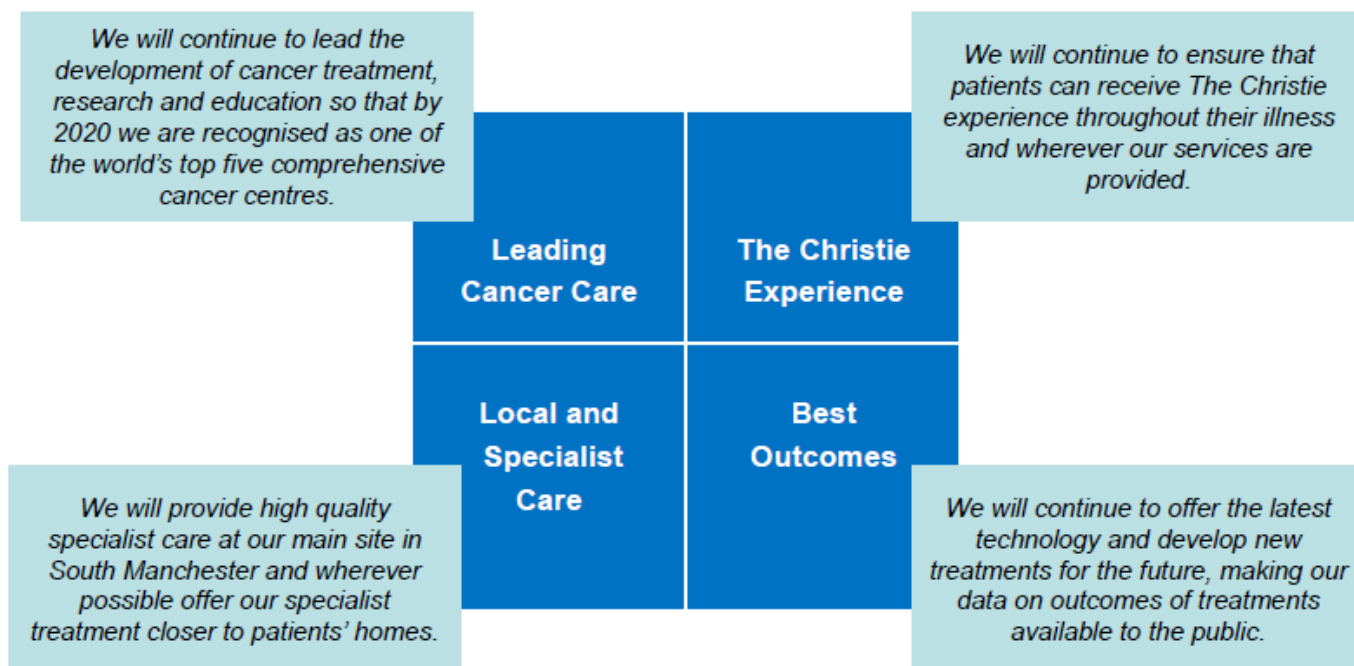 We will continue to lead the
development of cancer treatment,
research and education so that by
2020 we are recognised as one of
the world's top five comprehensive
cancer centres.
We will continue to ensure that
patients can receive The Christie
experience throughout their illness
and wherever our services are
provided.
Leading
Cancer Care
The Christie
Experience
Local and
Specialist
Care
Best
Outcomes
We will provide high quality
specialist care at our main site in
South Manchester and wherever
possible offer our specialist
treatment closer to patients' homes.
We will continue to offer the latest
technology and develop new
treatments for the future, making our
data on outcomes of treatments
available to the public.